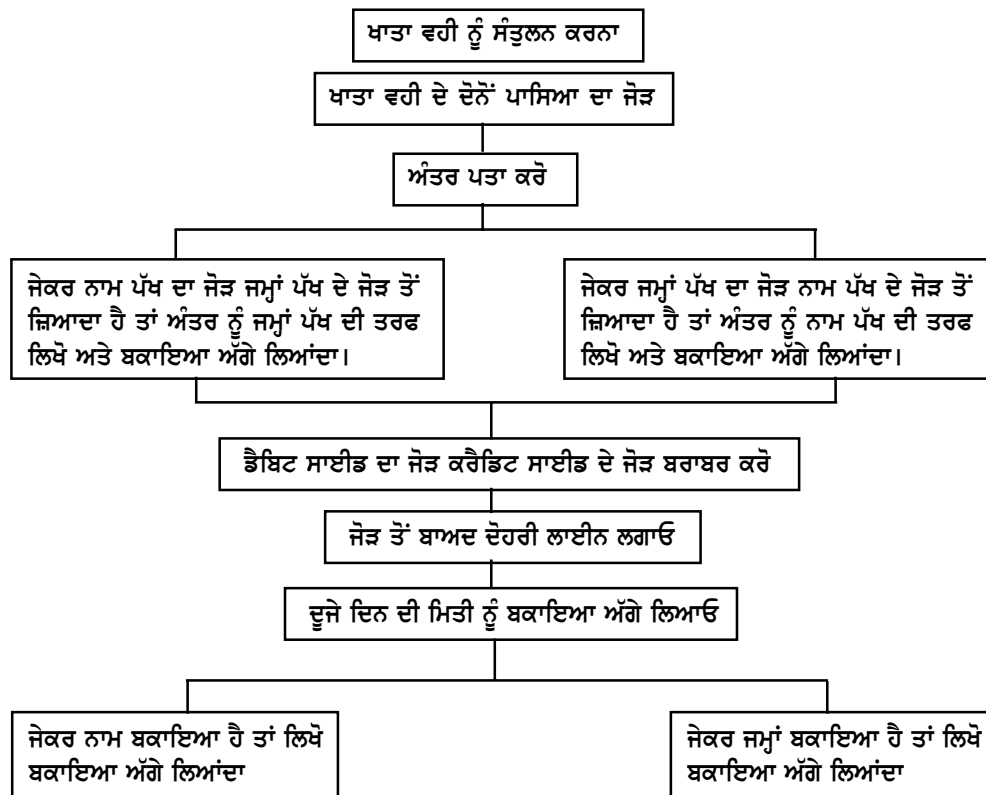 ਖਾਤਾ ਵਹੀ ਨੂੰ ਸੰਤੁਲਨ ਕਰਨਾ
ਖਾਤਾ ਵਹੀ ਦੇ ਦੋਨੋਂ ਪਾਸਿਆ ਦਾ ਜੋੜ
ਅੰਤਰ ਪਤਾ ਕਰੋ
ਜੇਕਰ ਨਾਮ ਪੱਖ ਦਾ ਜੋੜ ਜਮ੍ਹਾਂ ਪੱਖ ਦੇ ਜੋੜ ਤੋਂ
ਜ਼ਿਆਦਾ ਹੈ ਤਾਂ ਅੰਤਰ ਨੂੰ ਜਮ੍ਹਾਂ ਪੱਖ ਦੀ ਤਰਫ
ਲਿਖੋ ਅਤੇ ਬਕਾਇਆ ਅੱਗੇ ਲਿਆਂਦਾ।
ਜੇਕਰ ਜਮ੍ਹਾਂ ਪੱਖ ਦਾ ਜੋੜ ਨਾਮ ਪੱਖ ਦੇ ਜੋੜ ਤੋਂ
ਜ਼ਿਆਦਾ ਹੈ ਤਾਂ ਅੰਤਰ ਨੂੰ ਨਾਮ ਪੱਖ ਦੀ ਤਰਫ
ਲਿਖੋ ਅਤੇ ਬਕਾਇਆ ਅੱਗੇ ਲਿਆਂਦਾ।
ਡੈਬਿਟ ਸਾਈਡ ਦਾ ਜੋੜ ਕਰੈਡਿਟ ਸਾਈਡ ਦੇ ਜੋੜ ਬਰਾਬਰ ਕਰੋ
ਜੋੜ ਤੋਂ ਬਾਅਦ ਦੋਹਰੀ ਲਾਈਨ ਲਗਾਓ
ਦੂਜੇ ਦਿਨ ਦੀ ਮਿਤੀ ਨੂੰ ਬਕਾਇਆ ਅੱਗੇ ਲਿਆਓ
ਜੇਕਰ ਨਾਮ ਬਕਾਇਆ ਹੈ ਤਾਂ ਲਿਖੋ
ਬਕਾਇਆ ਅੱਗੇ ਲਿਆਂਦਾ
ਜੇਕਰ ਜਮ੍ਹਾਂ ਬਕਾਇਆ ਹੈ ਤਾਂ ਲਿਖੋ
ਬਕਾਇਆ ਅੱਗੇ ਲਿਆਂਦਾ